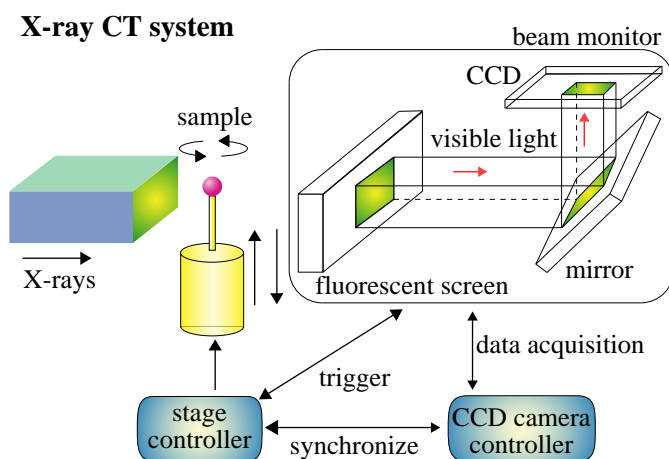 X-ray CT system
beam monitor
CCD
sample
visible light
X-rays
fluorescent screen
mirror
data acquisition
trigger
stage
controller
synchronize
CCD camera
controller